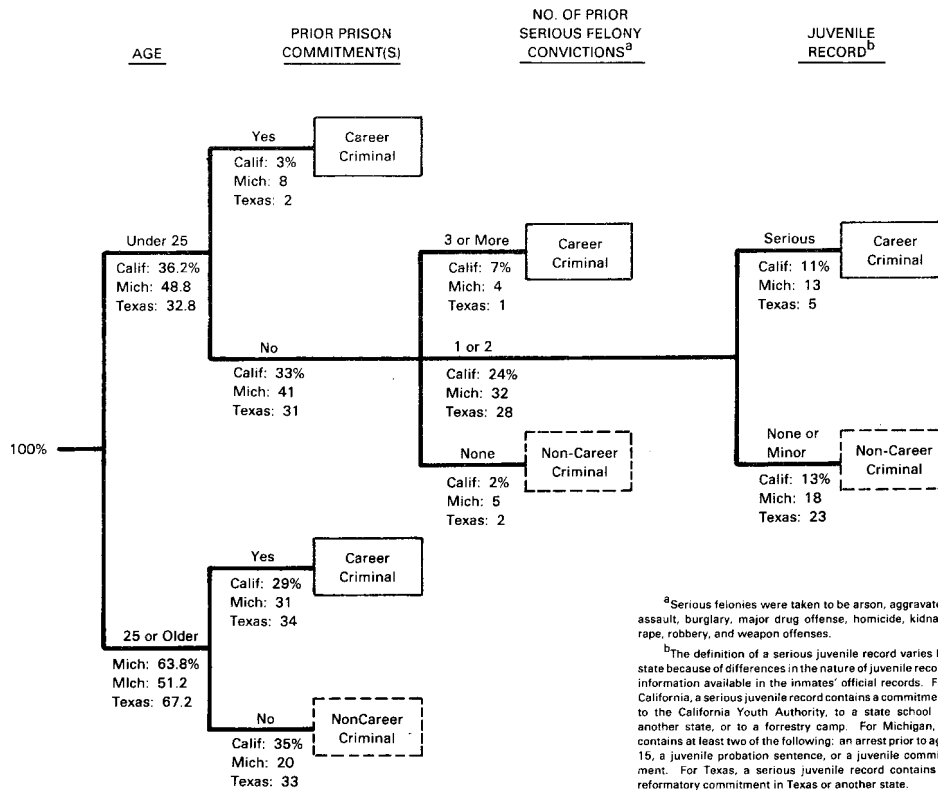 AGE
PRIOR PRISON
COMMITMENT(S)
NO. OF PRIOR
SERIOUS FELONY
CONVICTIONSa
JUVENILE
RECORDb
Yes
Calif: 3%
Mich: 8
Texas: 2
Career
Criminal
Under 25
Calif: 36.2%
Mich: 48.8
Texas: 32.8
3 or More
Calif: 7%
Mich: 4
Texas: 1
Career
Criminal
Serious
Calif: 11%
Mich: 13
Texas: 5
Career
Criminal
No
Calif: 33%
Mich: 41
Texas: 31
1 or 2
Calif: 24%
Mich: 32
Texas: 28
100%
None
Calif: 2%
Mich: 5
Texas: 2
Non-Career
Criminal
None or
Minor
Calif: 13%
Mich: 18
Texas: 23
Non-Career
Criminal
Yes
Calif: 29%
Mich: 31
Texas: 34
Career
Criminal
25 or Older
Mich: 63.8%
MIch: 51.2
Texas: 67.2
No
Calif: 35%
Mich: 20
Texas: 33
NonCareer
Criminal
aSerious felonies were taken to be arson,
assault, burglary, major drug offense, homicide,
rape, robbery, and weapon offenses.
bThe definition of a serious juvenile record varies
state because of differences in the nature of juvenile
information available in the inmates' official records.
California, a serious juvenile record contains a
to the California Youth Authority, to a state school
another state, or to a forrestry camp. For Michigan,
contains at least two of the following: an arrest prior to
15, a juvenile probation sentence, or a juvenile
ment. For Texas, a serious juvenile record contains
reformatory commitment in Texas or another state.